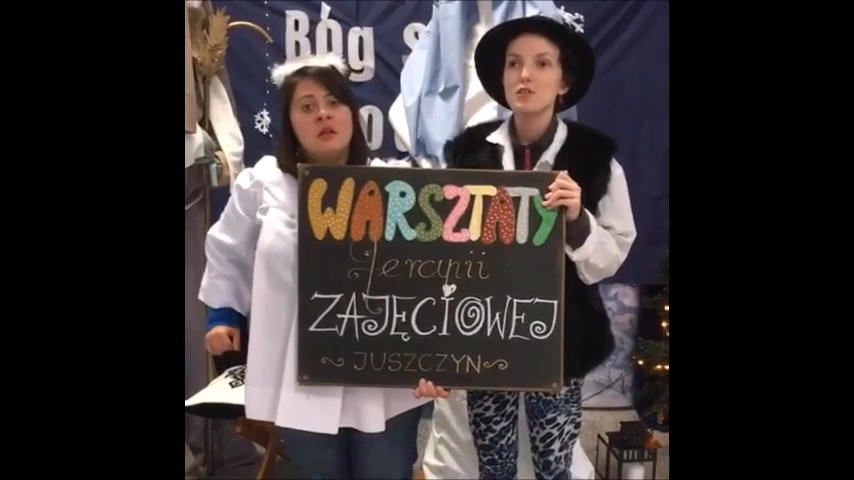 Bóg s
WARSZTATY
Terapii
ZAJĘCIOWEJ
~ JUSZCZYN ~